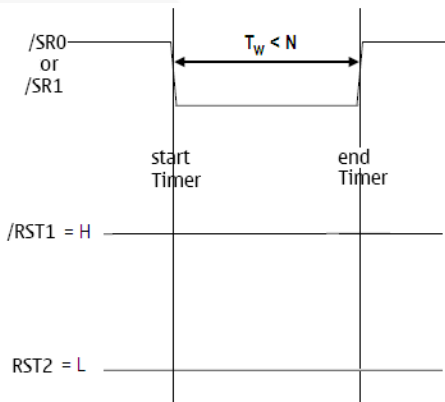 /SR0
or
/SR1
T_W < N
start
Timer
end
Timer
/RST1 = H
RST2 = L